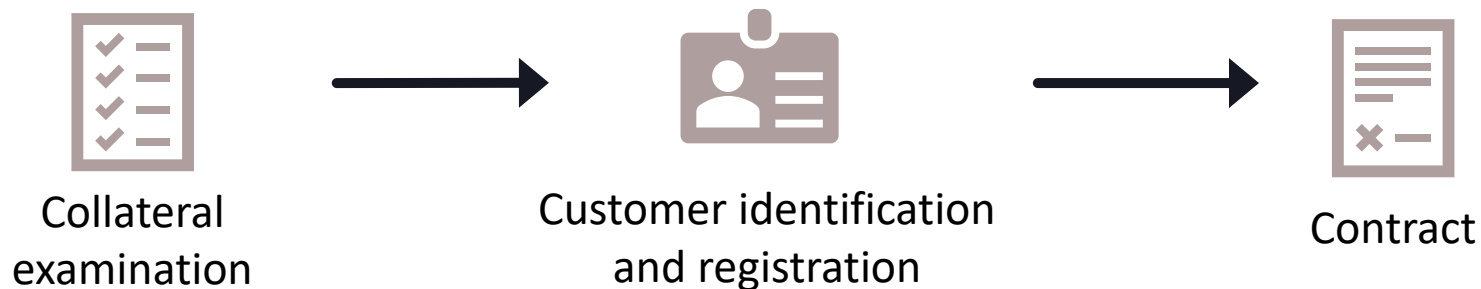 Collateral
examination
Customer identification
and registration
Contract